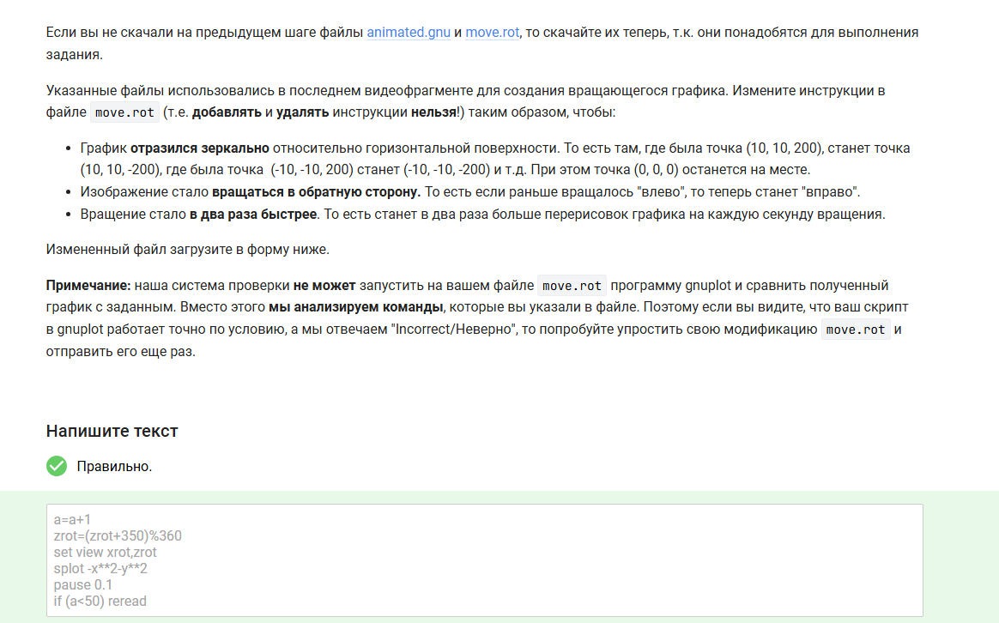 Если вы не скачали на предыдущем шаге файлы animated.gnu и move.rot, то скачайте их теперь, т.к. они понадобятся для выполнения
задания.
Указанные файлы использовались в последнем видеофрагменте для создания вращающегося графика. Измените инструкции в
файле move.rot (т.е. добавлять и удалять инструкции нельзя!) таким образом, чтобы:
• График отразился зеркально относительно горизонтальной поверхности. То есть там, где была точка (10, 10, 200), станет точка
(10, 10, -200), где была точка (-10, -10, 200) станет (-10, -10, -200) и т.д. При этом точка (0, 0, 0) останется на месте.
• Изображение стало вращаться в обратную сторону. То есть если раньше вращалось "влево", то теперь станет "вправо".
• Вращение стало в два раза быстрее. То есть станет в два раза больше перерисовок графика на каждую секунду вращения.
Измененный файл загрузите в форму ниже.
Примечание: наша система проверки не может запустить на вашем файле move.rot программу gnuplot и сравнить полученный
график с заданным. Вместо этого мы анализируем команды, которые вы указали в файле. Поэтому если вы видите, что ваш скрипт
в gnuplot работает точно по условию, а мы отвечаем "Incorrect/Неверно", то попробуйте упростить свою модификацию move.rot и
отправить его еще раз.
Напишите текст
Правильно.
a=a+1
zrot=(zrot+350)%360
set view xrot,zrot
splot -x**2-y**2
pause 0.1
if (a<50) reread